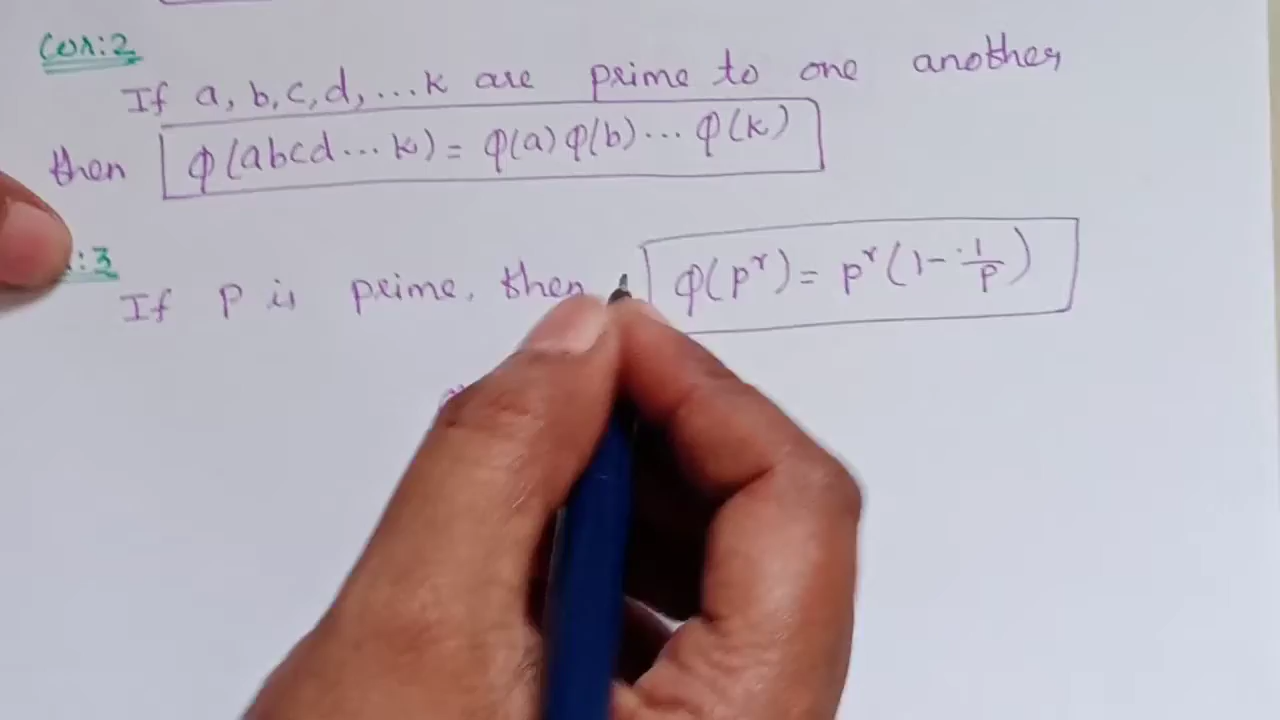 Cor:2
If a, b, c, d, ... k are prime to one another,
then φ(abcd ... k) = φ(a) φ(b) ... φ(k)
:3
If p is prime, then φ(p^r) = p^r (1 - 1/p)